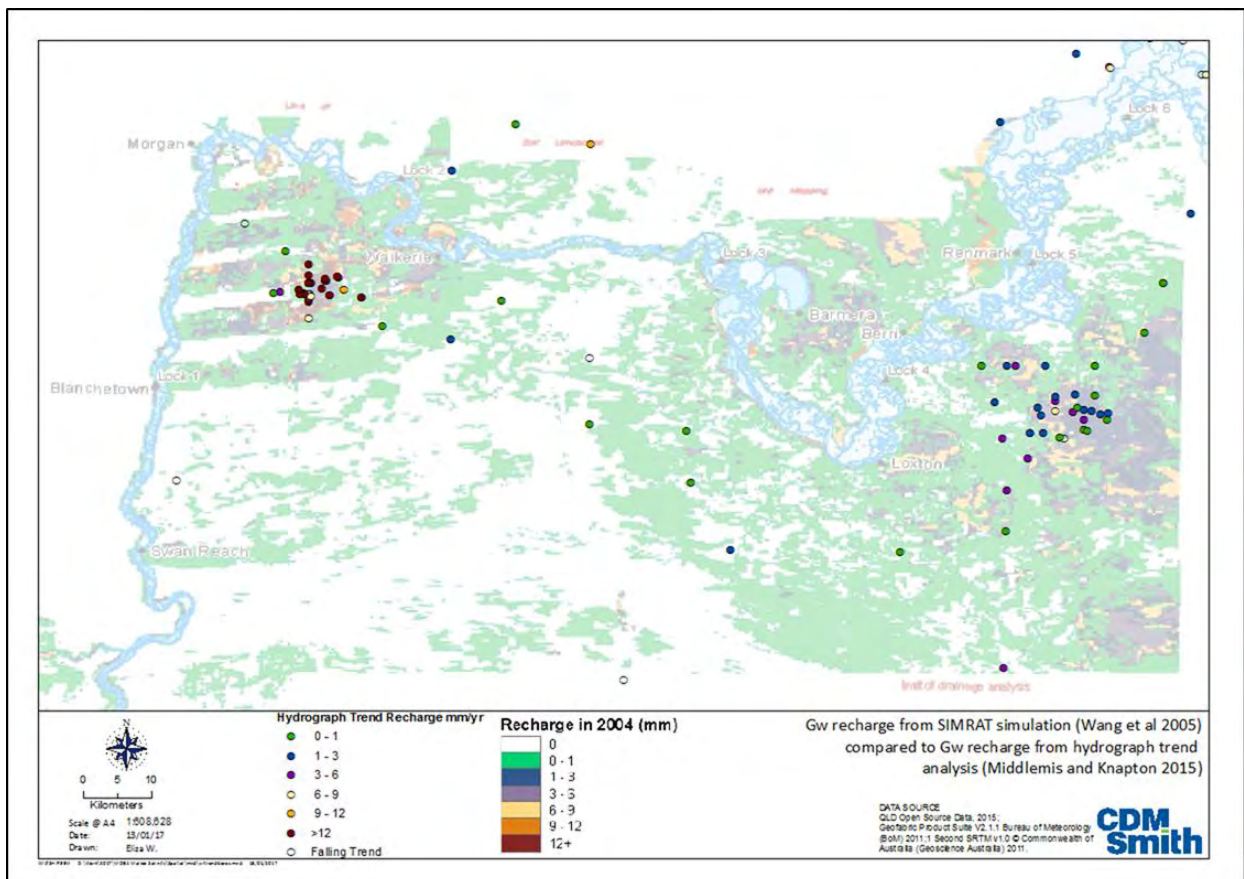 Lock 6
Morgan
Lock 2
Waikerie
Lock 3
Renmark
Lock 5
Barmera
Berri
Lock 4
Lock 1
Blanchetown
Loxton
Swan Reach
limit of drainage analysis
N
0 5 10
Kilometers
Scale @ A4 1:608,628
Date: 13/01/17
Drawn: Eliza W.
Hydrograph Trend Recharge mm/yr
0 - 1
1 - 3
3 - 6
6 - 9
9 - 12
>12
Falling Trend
Recharge in 2004 (mm)
0
0 - 1
1 - 3
3 - 6
6 - 9
9 - 12
12+
Gw recharge from SIMRAT simulation (Wang et al 2005)
compared to Gw recharge from hydrograph trend
analysis (Middlemis and Knapton 2015)
DATA SOURCE
QLD Open Source Data, 2015;
Geofabric Product Suite V2.1.1 Bureau of Meteorology
(BoM) 2011;1 Second SRTM v1.0 © Commonwealth of
Australia (Geoscience Australia) 2011.
CDM
Smith